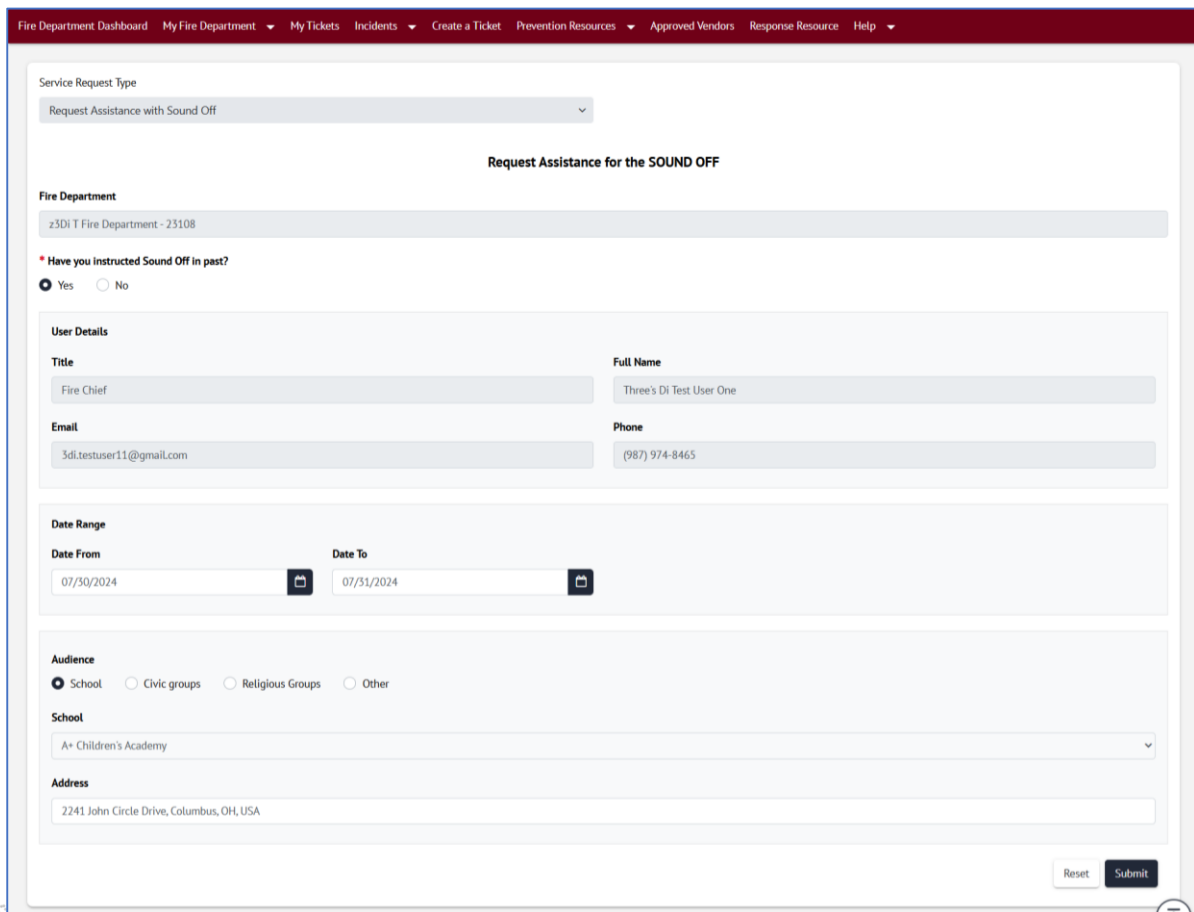 Fire Department Dashboard My Fire Department My Tickets Incidents Create a Ticket Prevention Resources Approved Vendors Response Resource Help
Service Request Type
Request Assistance with Sound Off
Request Assistance for the SOUND OFF
Fire Department
z3Di T Fire Department - 23108
* Have you instructed Sound Off in past?
Yes No
User Details
Title Full Name
Fire Chief Three's Di Test User One
Email Phone
3di.testuser11@gmail.com (987) 974-8465
Date Range
Date From Date To
07/30/2024 07/31/2024
Audience
School Civic groups Religious Groups Other
School
A+ Children's Academy
Address
2241 John Circle Drive, Columbus, OH, USA
Reset Submit